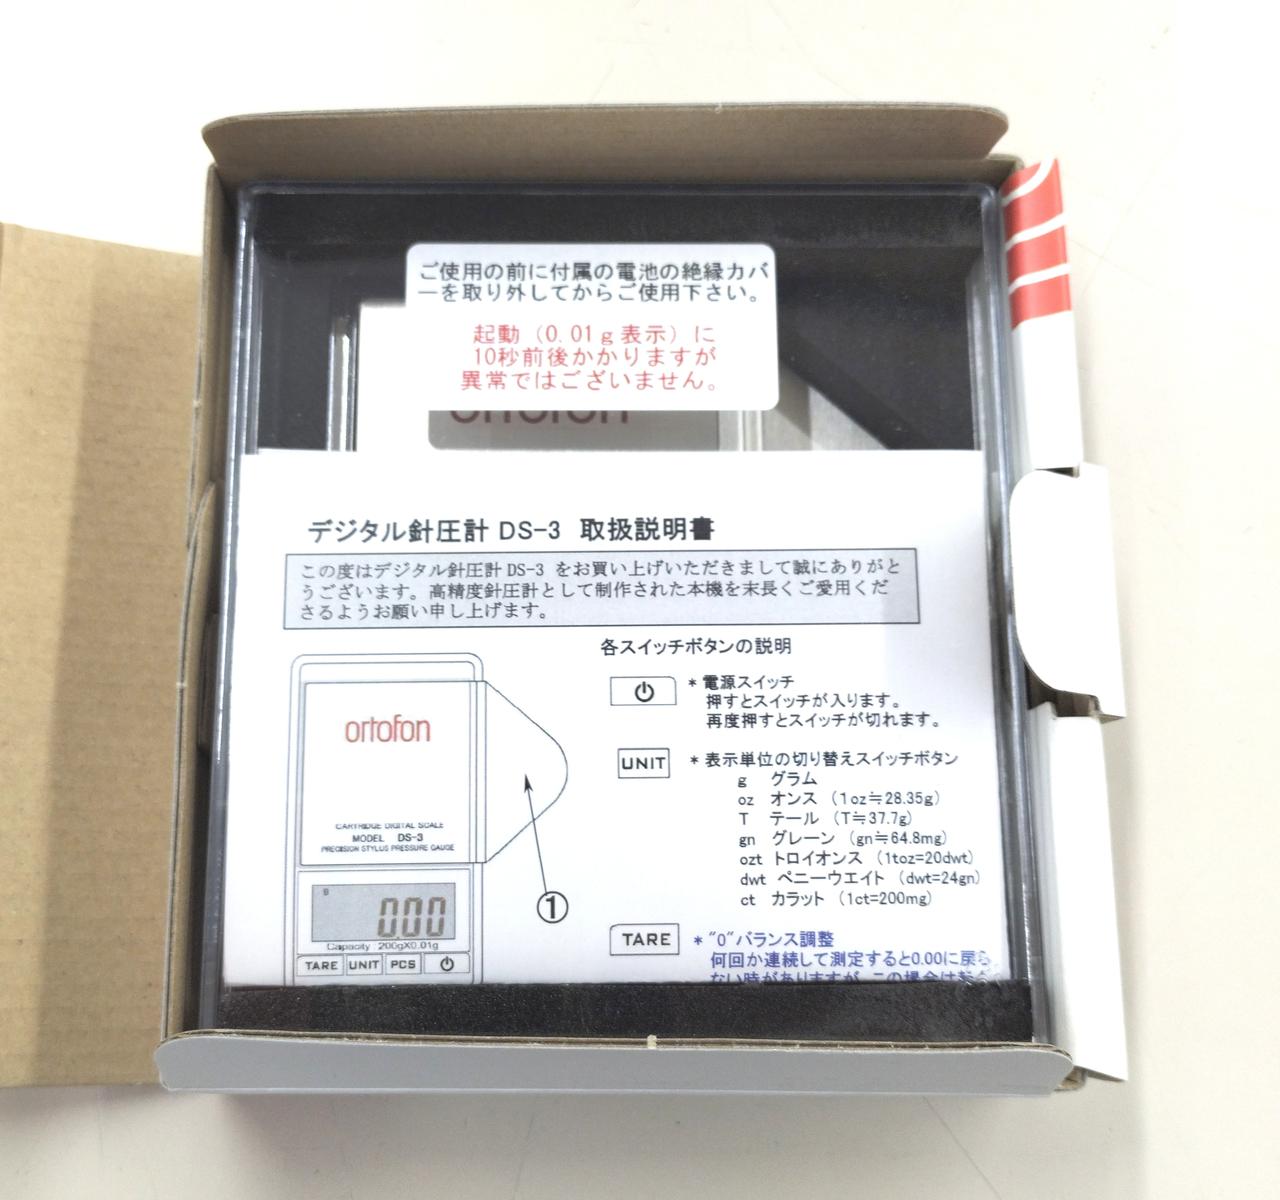 ご使用の前に付属の電池の絶縁カバ
ーを取り外してからご使用下さい。
起動（0.01ｇ表示）に
10秒前後かかりますが
異常ではございません。
ortofon
デジタル針圧計 DS-3 取扱説明書
この度はデジタル針圧計 DS-3 をお買い上げいただきまして誠にありがと
うございます。高精度針圧計として制作された本機を末長くご愛用くだ
さるようお願い申し上げます。
各スイッチボタンの説明
＊電源スイッチ
押すとスイッチが入ります。
再度押すとスイッチが切れます。
UNIT ＊表示単位の切り替えスイッチボタン
g グラム
oz オンス （1oz≒28.35g）
T テール （T≒37.7g）
gn グレーン （gn≒64.8mg）
ozt トロイオンス （1toz=20dwt）
dwt ペニーウエイト （dwt=24gn）
ct カラット （1ct=200mg）
TARE ＊"0"バランス調整
何回か連続して測定すると0.00に戻ら
ない時がありますが、この場合は
ortofon
CARTRIDGE DIGITAL SCALE
MODEL DS-3
PRECISION STYLUS PRESSURE GAUGE
000
Capacity : 200gX0.01g
TARE UNIT PCS
①